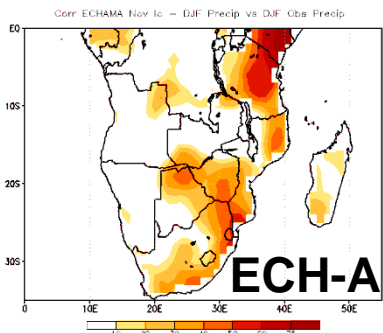 Corr ECHAMA Nov Ic - DJF Precip vs DJF Obs Precip
EQ
10S
20S
30S
ECH-A
0 10E 20E 30E 40E 50E